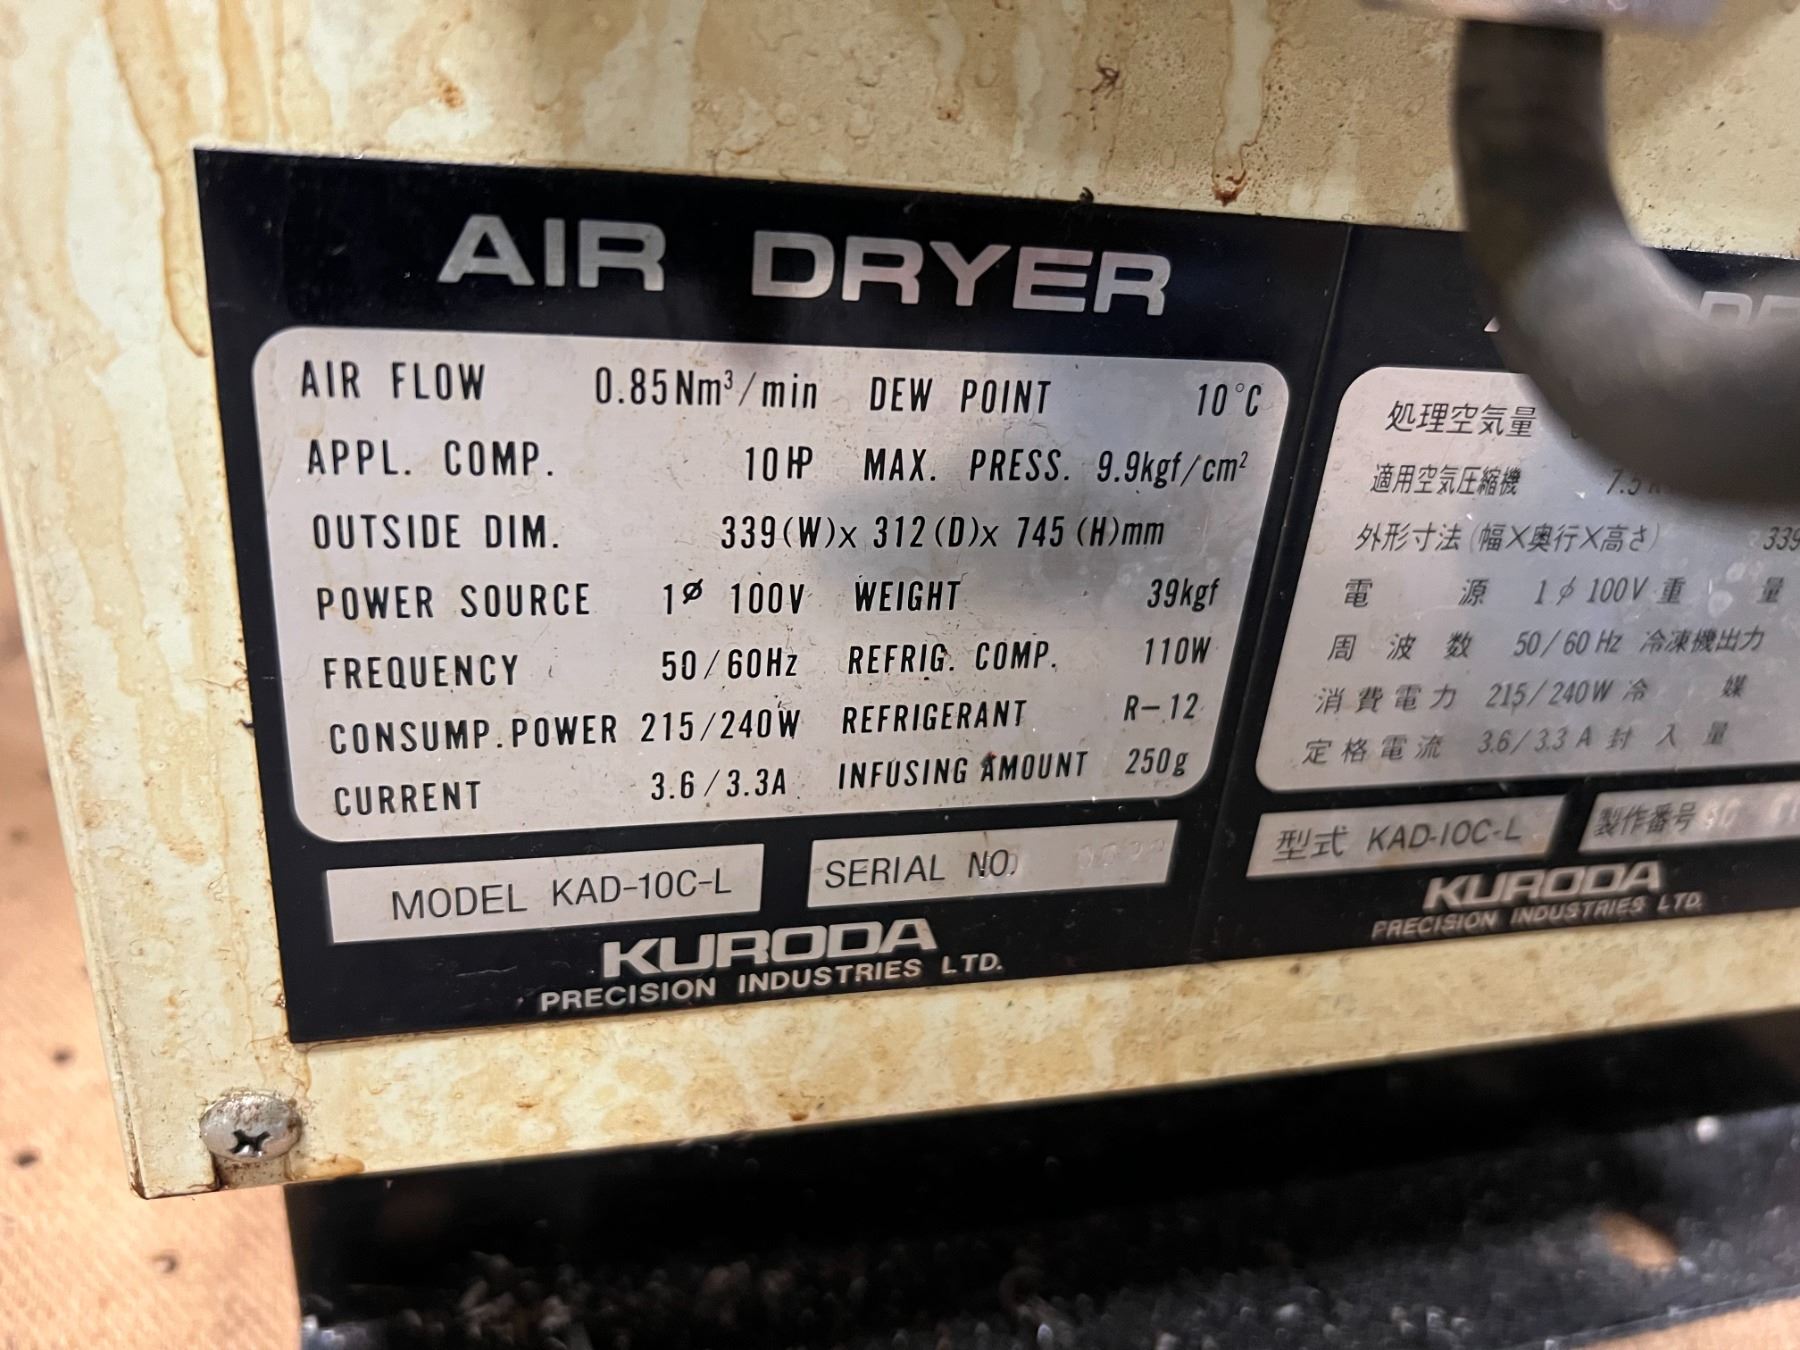 AIR DRYER
AIR FLOW 0.85Nm³/min DEW POINT 10°C
APPL. COMP. 10HP MAX. PRESS. 9.9kgf/cm²
OUTSIDE DIM. 339(W)x 312(D)x 745(H)mm
POWER SOURCE 1ø 100V WEIGHT 39kgf
FREQUENCY 50/60Hz REFRIG. COMP. 110W
CONSUMP.POWER 215/240W REFRIGERANT R-12
CURRENT 3.6/3.3A INFUSING AMOUNT 250g
MODEL KAD-10C-L SERIAL NO.
KURODA
PRECISION INDUSTRIES LTD.
処理空気量
適用空気圧縮機
外形寸法(幅×奥行×高さ) 339
電源 1φ 100V 重量
周波数 50/60Hz 冷凍機出力
消費電力 215/240W 冷媒
定格電流 3.6/3.3A 封入量
型式 KAD-10C-L 製作番号
KURODA
PRECISION INDUSTRIES LTD.